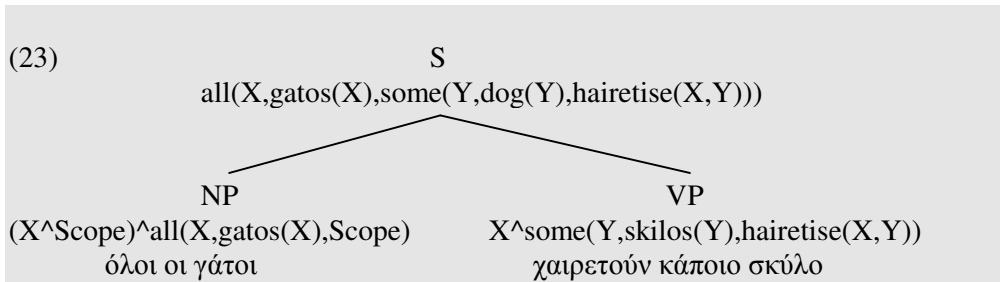 (23) S
all(X,gatos(X),some(Y,dog(Y),hairetise(X,Y)))
NP VP
(X^Scope)^all(X,gatos(X),Scope) X^some(Y,skilos(Y),hairetise(X,Y))
όλοι οι γάτοι χαιρετούν κάποιο σκύλο